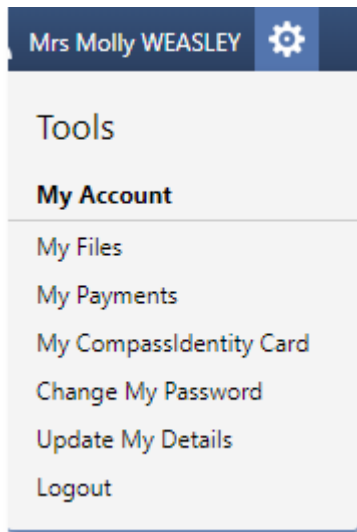 Mrs Molly WEASLEY
Tools
My Account
My Files
My Payments
My CompassIdentity Card
Change My Password
Update My Details
Logout